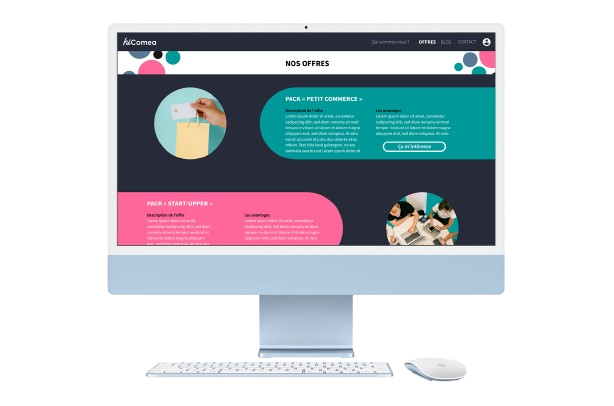 hiComea
Qui sommes-nous ? OFFRES BLOG CONTACT
NOS OFFRES
PACK « PETIT COMMERCE »
Description de l'offre
Lorem ipsum dolor sit amet, consetetur
sadipscing elitr, sed diam nonumy eirmod
tempor invidunt ut labore et dolore magna
aliquyam erat, sed diam voluptua. At vero
eos et accusam et justo duo dolores et ea
rebum. Stet clita kasd gubergren, no sea
takimata sanctus est Lorem ipsum dolor sit
Les avantages
Lorem ipsum dolor sit amet, consetetur
sadipscing elitr, sed diam nonumy eirmod
tempor invidunt ut labore et dolore magna
aliquyam erat, sed diam voluptua. At vero
Ça m'intéresse
PACK « START-UPPER »
Description de l'offre
Lorem ipsum dolor sit amet,
consetetur sadipscing elitr, sed diam
nonumy eirmod tempor invidunt ut
labore et dolore magna aliquyam
erat, sed diam voluptua. At vero
Les avantages
Lorem ipsum dolor sit amet, consetetur
sadipscing elitr, sed diam nonumy eirmod
tempor invidunt ut labore et dolore magna
aliquyam erat, sed diam voluptua. At vero